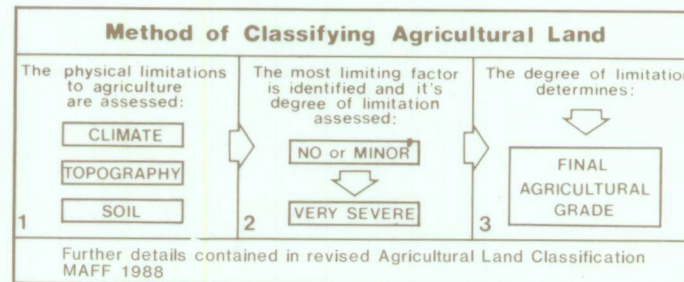 Method of Classifying Agricultural Land
The physical limitations
to agriculture
are assessed:
CLIMATE
TOPOGRAPHY
SOIL
1
The most limiting factor
is identified and it's
degree of limitation
assessed:
NO or MINOR
VERY SEVERE
2
The degree of limitation
determines:
FINAL
AGRICULTURAL
GRADE
3
Further details contained in revised Agricultural Land Classification
MAFF 1988